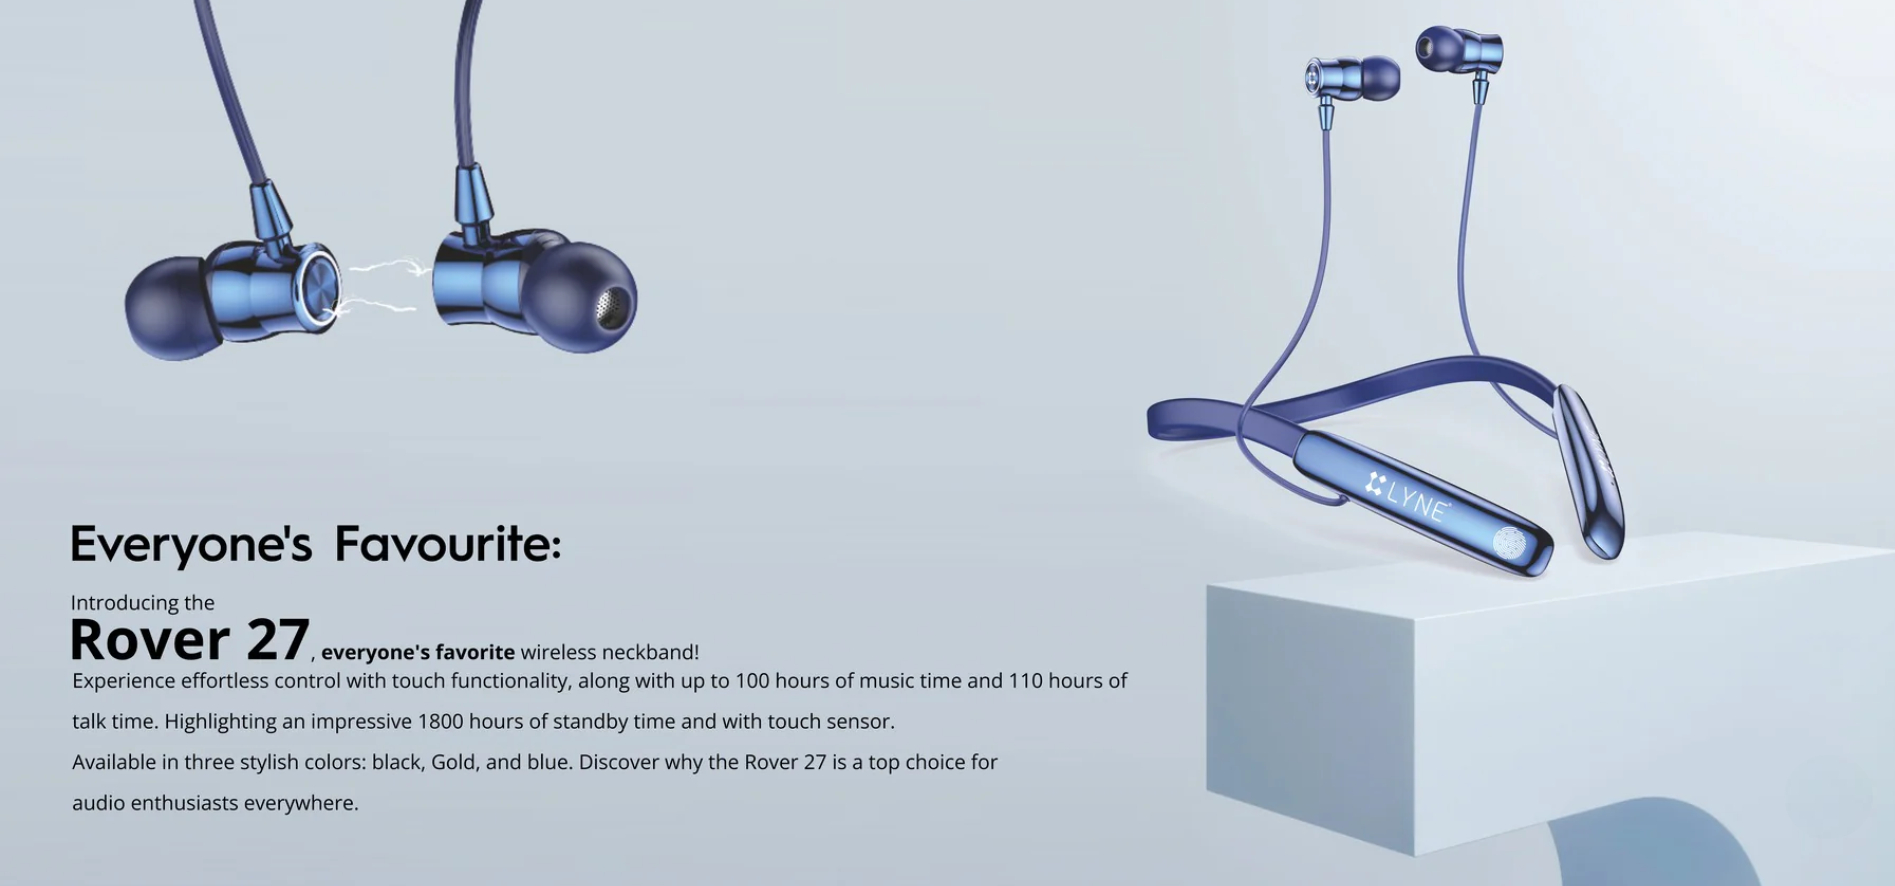 LYNE
Everyone's Favourite:
Introducing the
Rover 27, everyone's favorite wireless neckband!
Experience effortless control with touch functionality, along with up to 100 hours of music time and 110 hours of
talk time. Highlighting an impressive 1800 hours of standby time and with touch sensor.
Available in three stylish colors: black, Gold, and blue. Discover why the Rover 27 is a top choice for
audio enthusiasts everywhere.